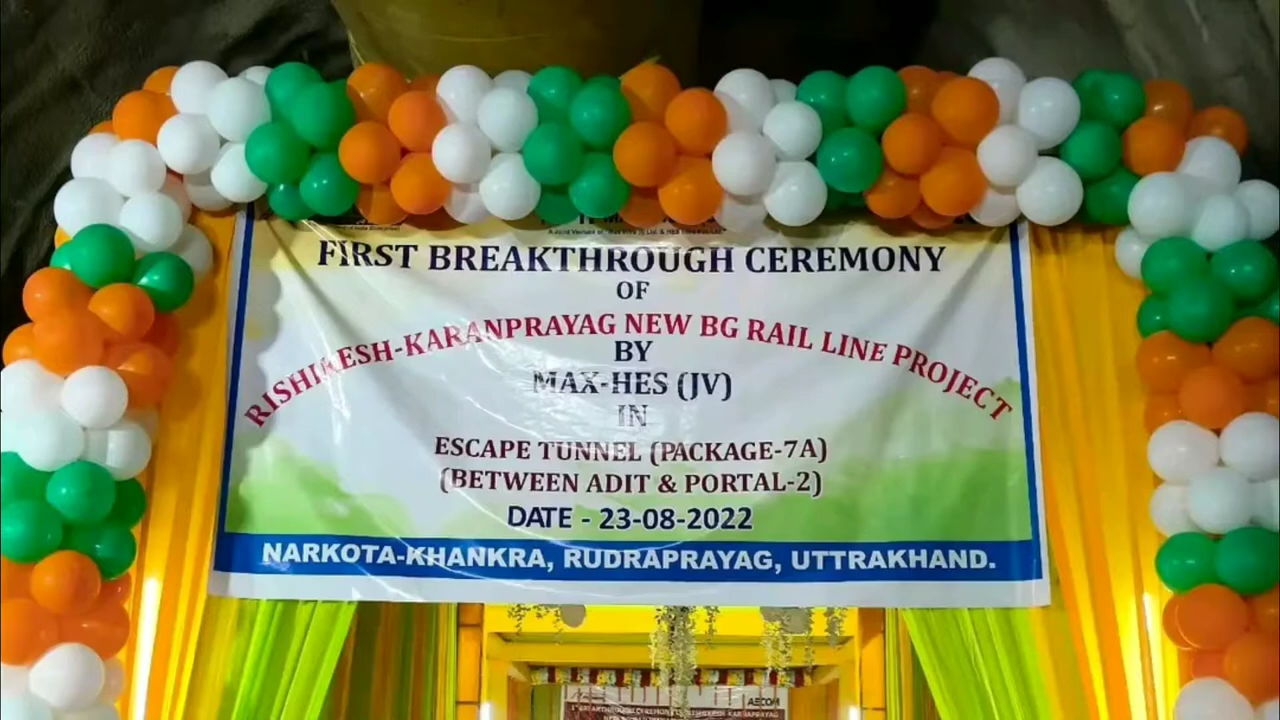 FIRST BREAKTHROUGH CEREMONY
OF
RISHIKESH-KARANPRAYAG NEW BG RAIL LINE PROJECT
BY
MAX-HES (JV)
IN
ESCAPE TUNNEL (PACKAGE-7A)
(BETWEEN ADIT & PORTAL-2)
DATE - 23-08-2022
NARKOTA-KHANKRA, RUDRAPRAYAG, UTTRAKHAND.
AECOM